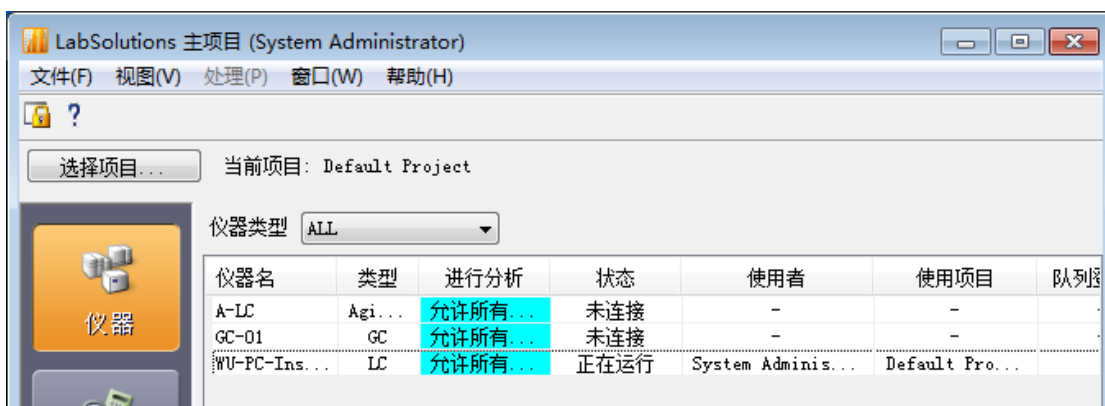 LabSolutions 主项目 (System Administrator)
文件(F) 视图(V) 处理(P) 窗口(W) 帮助(H)
?
选择项目... 当前项目: Default Project
仪器类型 ALL
仪器名 类型 进行分析 状态 使用者 使用项目 队列
A-LC Agi... 允许所有... 未连接 - -
仪器
GC-01 GC 允许所有... 未连接 - -
WU-PC-Ins... LC 允许所有... 正在运行 System Adminis... Default Pro...